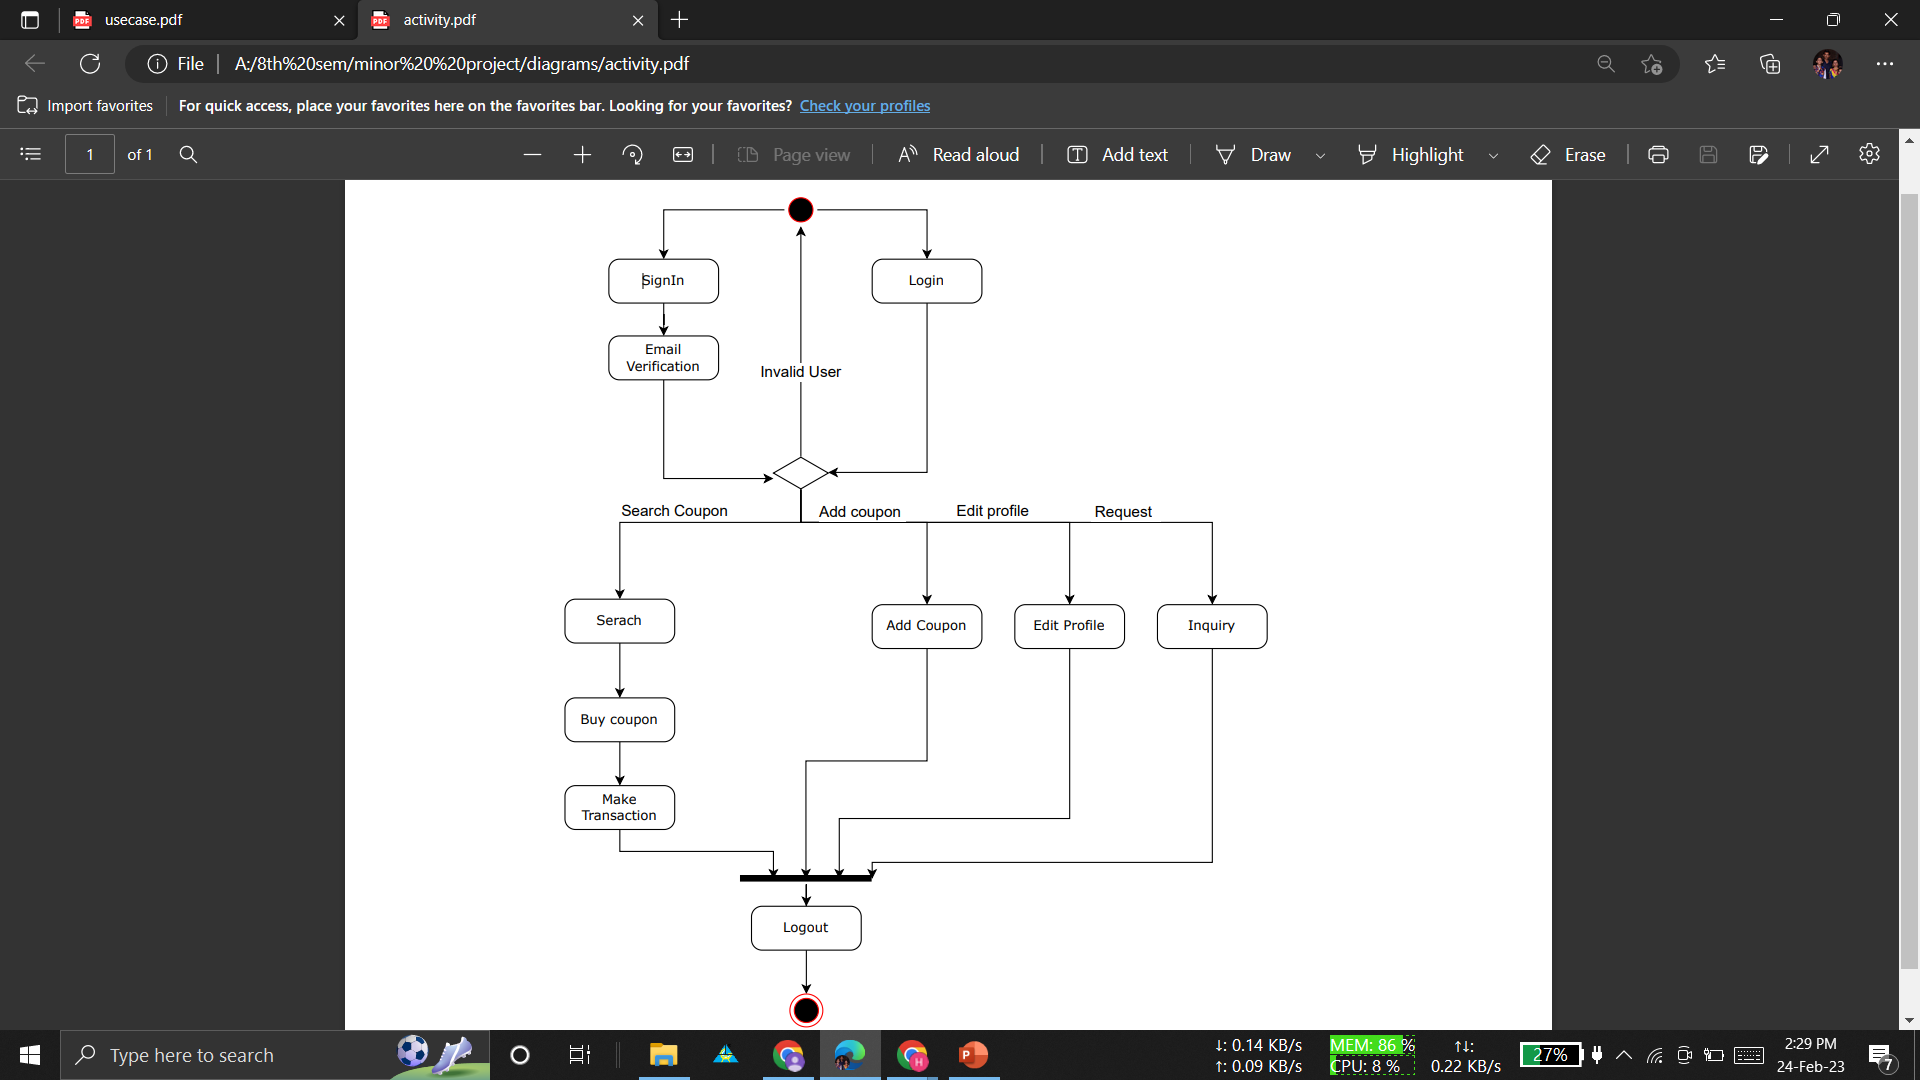 usecase.pdf
activity.pdf
File
A:/8th%20sem/minor%20%20project/diagrams/activity.pdf
Import favorites
For quick access, place your favorites here on the favorites bar. Looking for your favorites? Check your profiles
1 of 1
Page view
Read aloud
Add text
Draw
Highlight
Erase
SignIn
Login
Email
Verification
Invalid User
Search Coupon
Add coupon
Edit profile
Request
Serach
Add Coupon
Edit Profile
Inquiry
Buy coupon
Make
Transaction
Logout
Type here to search
↓: 0.14 KB/s
↑: 0.09 KB/s
MEM: 86 %
CPU: 8 %
↑↓:
0.22 KB/s
27%
2:29 PM
24-Feb-23
7